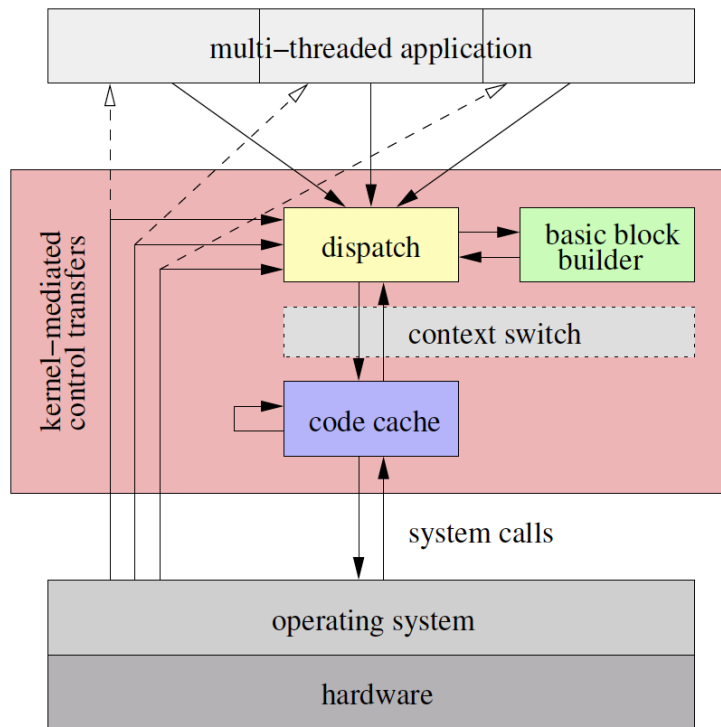 multi−threaded application
kernel−mediated
control transfers
dispatch
basic block
builder
context switch
code cache
system calls
operating system
hardware